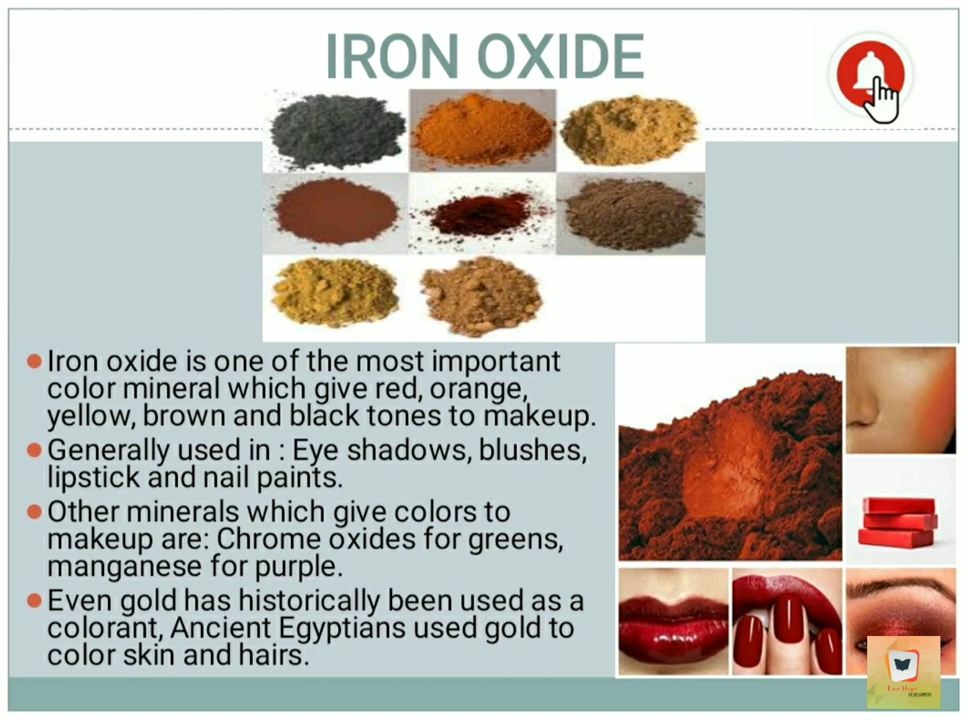 IRON OXIDE
Iron oxide is one of the most important
color mineral which give red, orange,
yellow, brown and black tones to makeup.
Generally used in : Eye shadows, blushes,
lipstick and nail paints.
Other minerals which give colors to
makeup are: Chrome oxides for greens,
manganese for purple.
Even gold has historically been used as a
colorant, Ancient Egyptians used gold to
color skin and hairs.